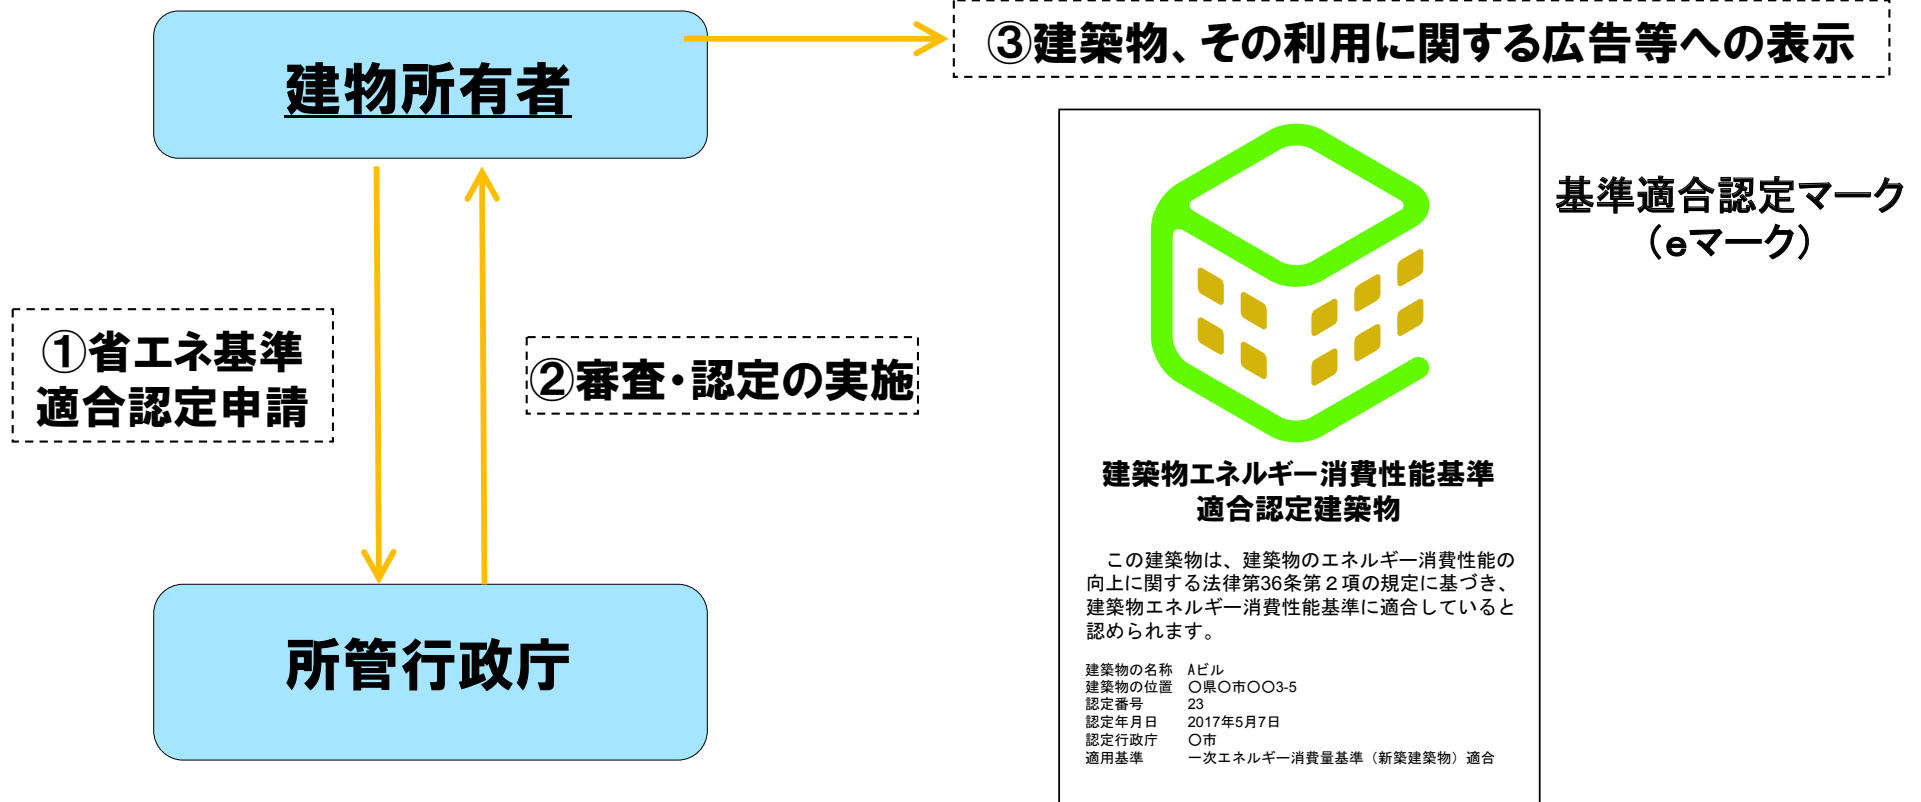 建物所有者
③建築物、その利用に関する広告等への表示
①省エネ基準
適合認定申請
②審査・認定の実施
所管行政庁
基準適合認定マーク
（eマーク）
建築物エネルギー消費性能基準
適合認定建築物
　この建築物は、建築物のエネルギー消費性能の
向上に関する法律第36条第２項の規定に基づき、
建築物エネルギー消費性能基準に適合していると
認められます。
建築物の名称　Aビル
建築物の位置　〇県〇市〇〇3-5
認定番号　23
認定年月日　2017年5月7日
認定行政庁　〇市
適用基準　一次エネルギー消費量基準（新築建築物）適合